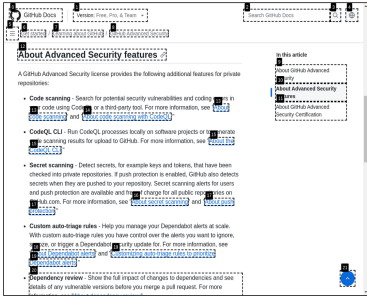 GitHub Docs
Version: Free, Pro, & Team
Search GitHub Docs
About Advanced Security features
A GitHub Advanced Security license provides the following additional features for private
repositories:
Code scanning - Search for potential security vulnerabilities and coding
code using CodeQL or a third-party tool. For more information, see "About
code scanning" and "About code scanning with CodeQL"
CodeQL CLI - Run CodeQL processes locally on software projects or to generate
scanning results for upload to GitHub. For more information, see "About the
CodeQL CLI"
Secret scanning - Detect secrets, for example keys and tokens, that have been
checked into private repositories. If push protection is enabled, GitHub also detects
secrets when they are pushed to your repository. Secret scanning alerts for users
and push protection are available and free of charge for all public repositories on
For more information, see "About secret scanning" and "About push
protection"
Custom auto-triage rules - Help you manage your Dependabot alerts at scale.
With custom auto-triage rules you have control over the alerts you want to ignore,
or trigger a Dependabot security update for. For more information, see
"About Dependabot alerts" and "Customizing auto-triage rules to prioritize
Dependabot alerts"
Dependency review - Show the full impact of changes to dependencies and see
details of any vulnerable versions before you merge a pull request. For more
In this article
About GitHub Advanced
Security
About Advanced Security
features
About GitHub Advanced
Security Certification